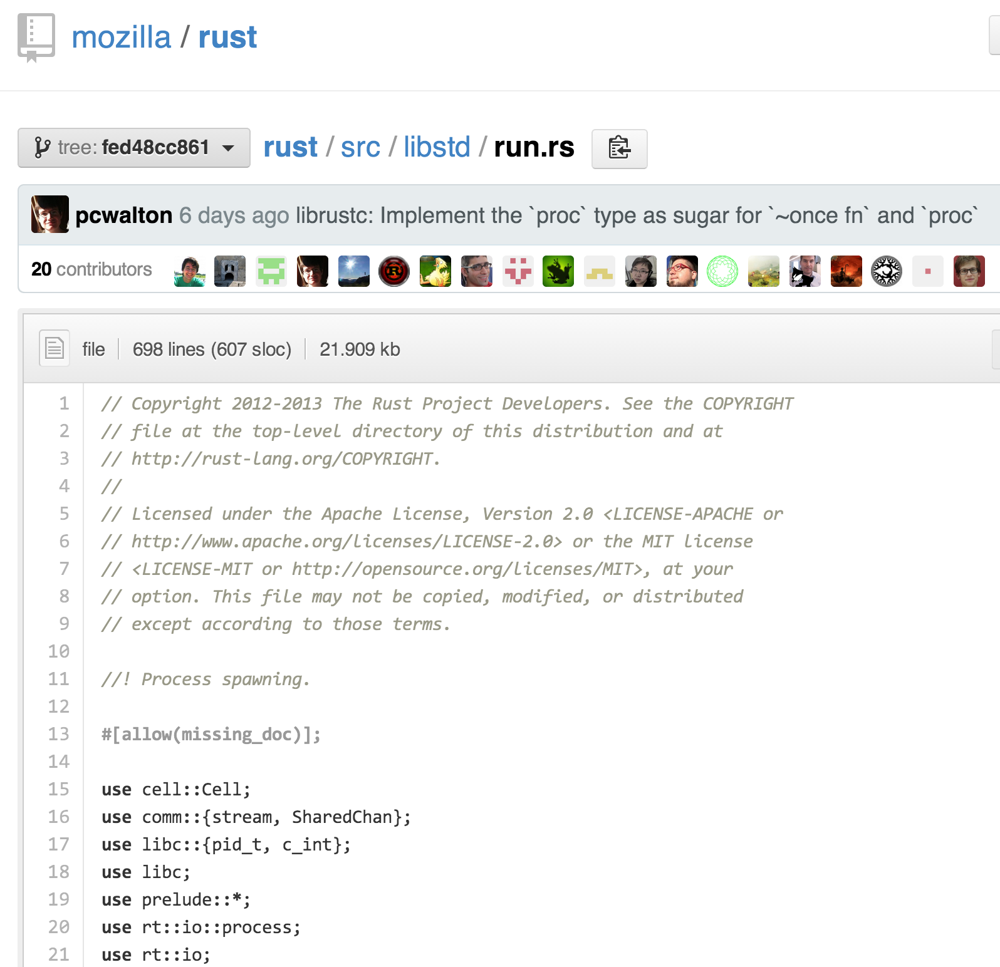 mozilla / rust
tree: fed48cc861
rust / src / libstd / run.rs
pcwalton 6 days ago librustc: Implement the `proc` type as sugar for `~once fn` and `proc`
20 contributors
file 698 lines (607 sloc) 21.909 kb
1 // Copyright 2012-2013 The Rust Project Developers. See the COPYRIGHT
2 // file at the top-level directory of this distribution and at
3 // http://rust-lang.org/COPYRIGHT.
4 //
5 // Licensed under the Apache License, Version 2.0 <LICENSE-APACHE or
6 // http://www.apache.org/licenses/LICENSE-2.0> or the MIT license
7 // <LICENSE-MIT or http://opensource.org/licenses/MIT>, at your
8 // option. This file may not be copied, modified, or distributed
9 // except according to those terms.
10
11 //! Process spawning.
12
13 #[allow(missing_doc)];
14
15 use cell::Cell;
16 use comm::{stream, SharedChan};
17 use libc::{pid_t, c_int};
18 use libc;
19 use prelude::*;
20 use rt::io::process;
21 use rt::io;